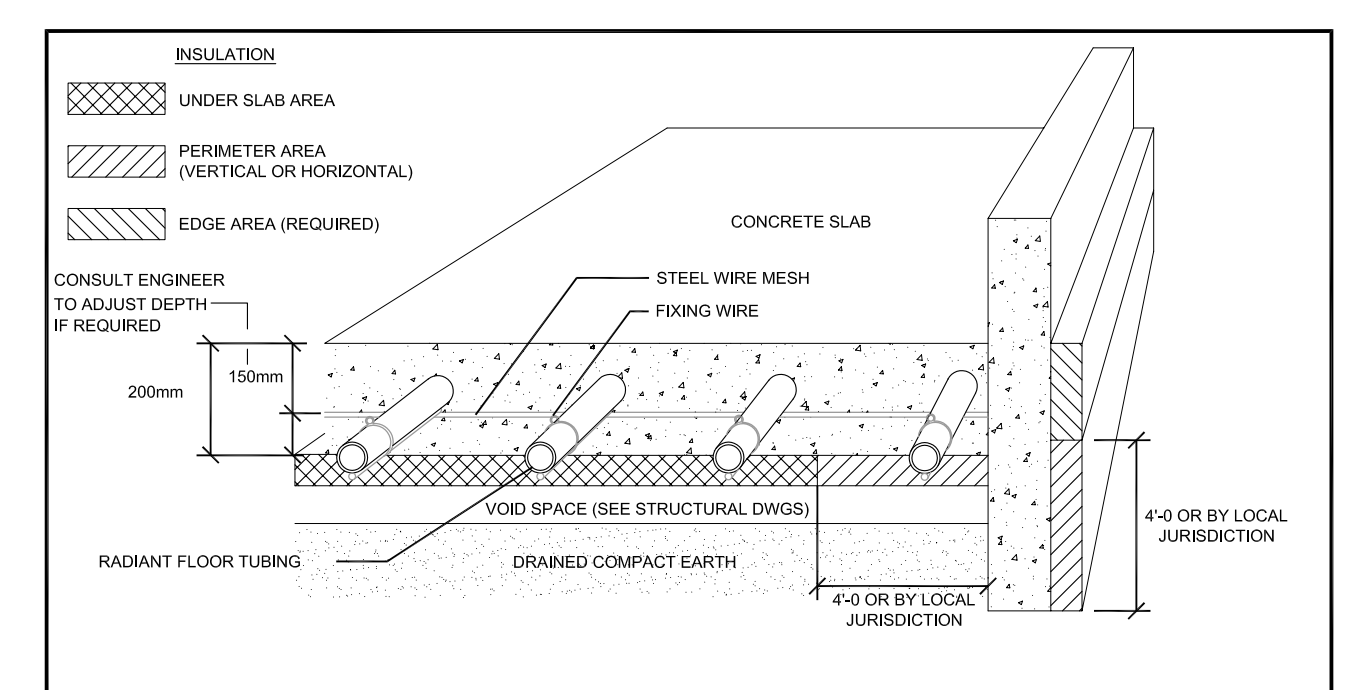 INSULATION
UNDER SLAB AREA
PERIMETER AREA
(VERTICAL OR HORIZONTAL)
EDGE AREA (REQUIRED)
CONCRETE SLAB
CONSULT ENGINEER
TO ADJUST DEPTH
IF REQUIRED
STEEL WIRE MESH
FIXING WIRE
150mm
200mm
VOID SPACE (SEE STRUCTURAL DWGS)
4'-0 OR BY LOCAL
JURISDICTION
RADIANT FLOOR TUBING
DRAINED COMPACT EARTH
4'-0 OR BY LOCAL
JURISDICTION